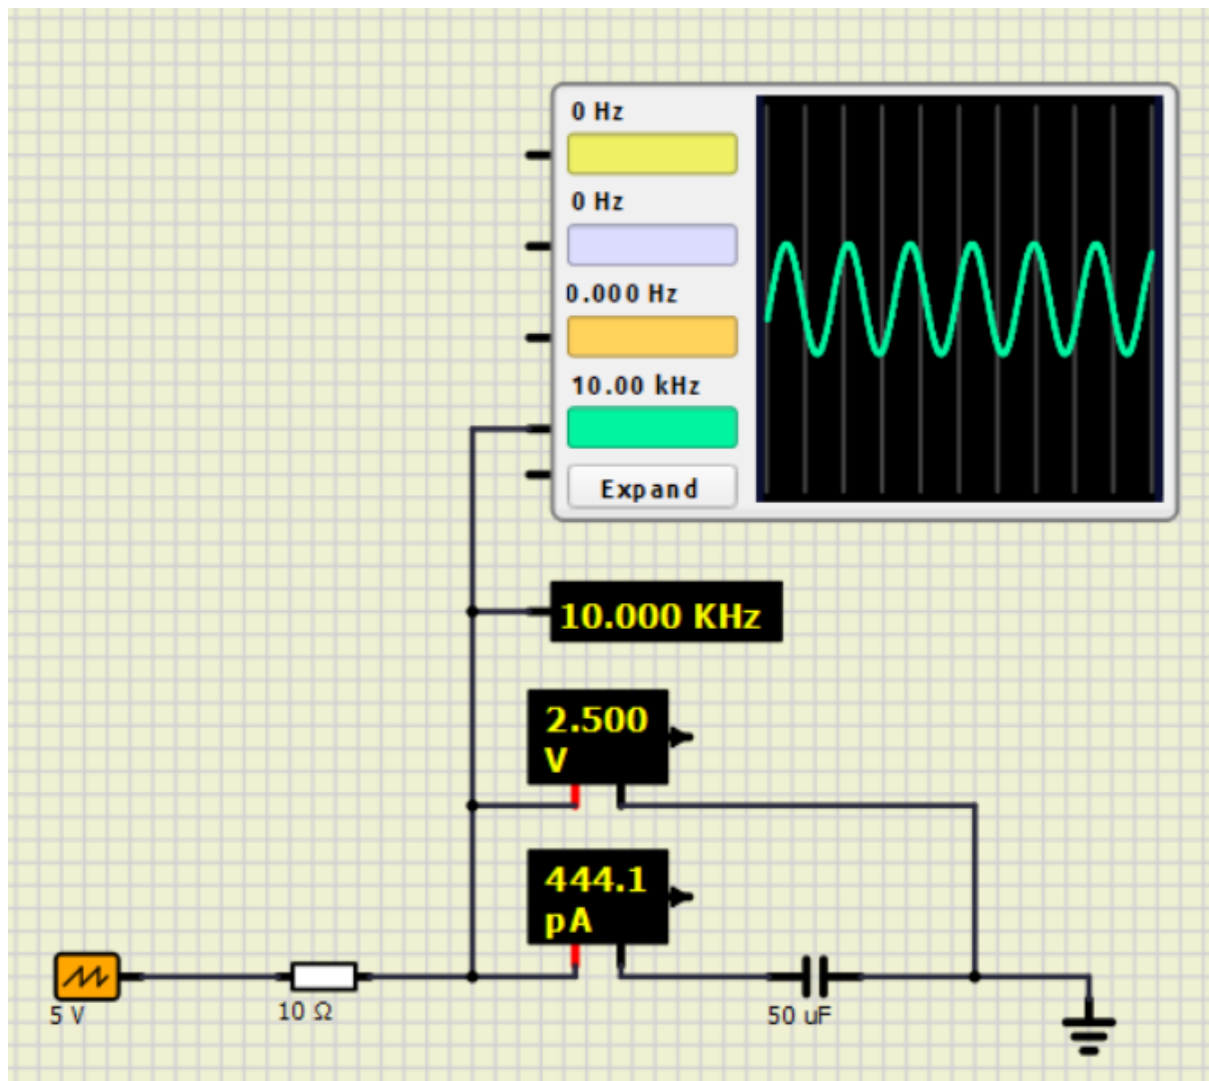 0 Hz
0 Hz
0.000 Hz
10.00 kHz
Expand
10.000 KHz
2.500
V
444.1
pA
5 V
10 Ω
50 uF